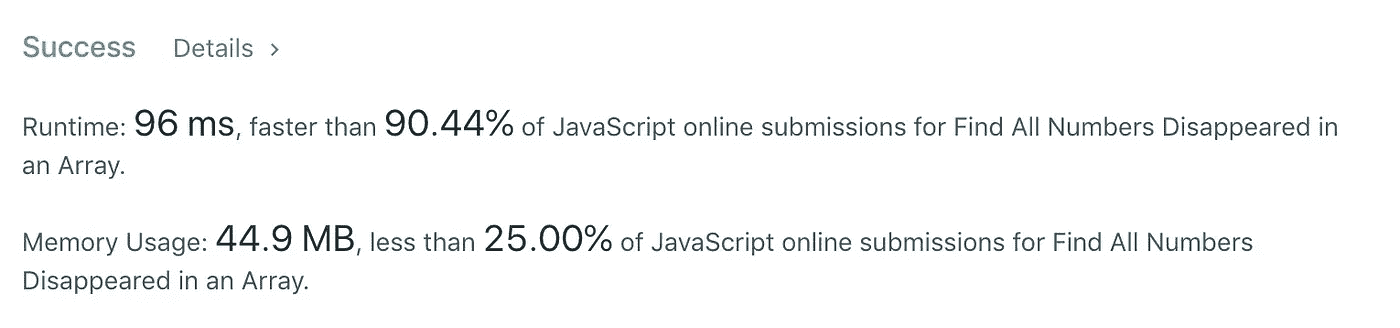 Success Details >
Runtime: 96 ms, faster than 90.44% of JavaScript online submissions for Find All Numbers Disappeared in
an Array.
Memory Usage: 44.9 MB, less than 25.00% of JavaScript online submissions for Find All Numbers
Disappeared in an Array.